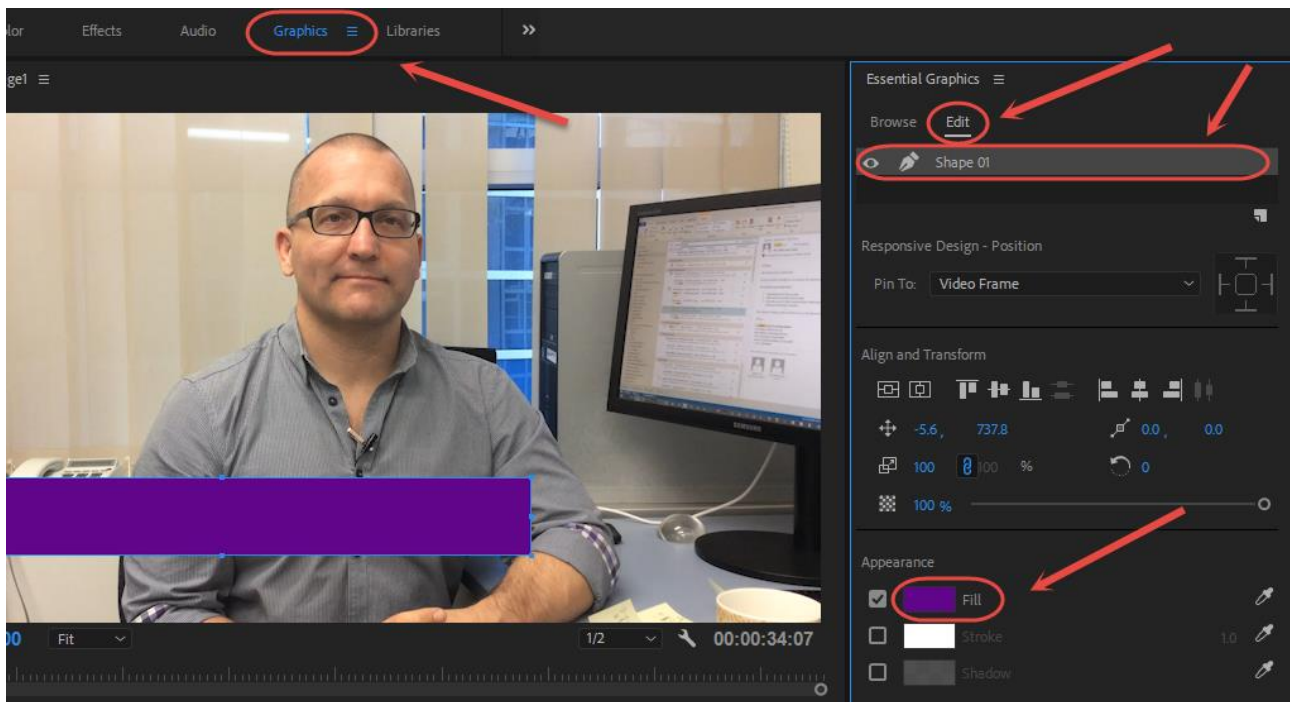 lor Effects Audio Graphics Libraries
ge1
Essential Graphics
Browse Edit
Shape 01
Responsive Design - Position
Pin To: Video Frame
Align and Transform
-5.6, 737.8 0.0, 0.0
100 100 % 0
100 %
Appearance
Fill
Stroke 1.0
Shadow
SAMSUNG
00 Fit 1/2 00:00:34:07